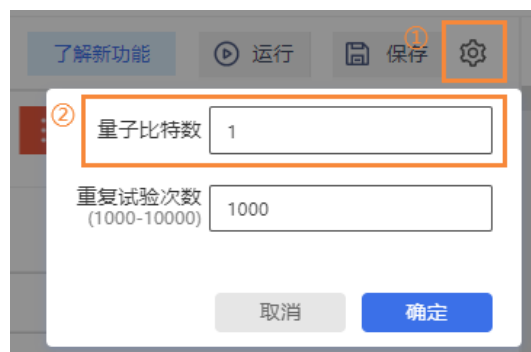 了解新功能 运行 保存 ①
② 量子比特数 1
重复试验次数 1000
(1000-10000)
取消 确定